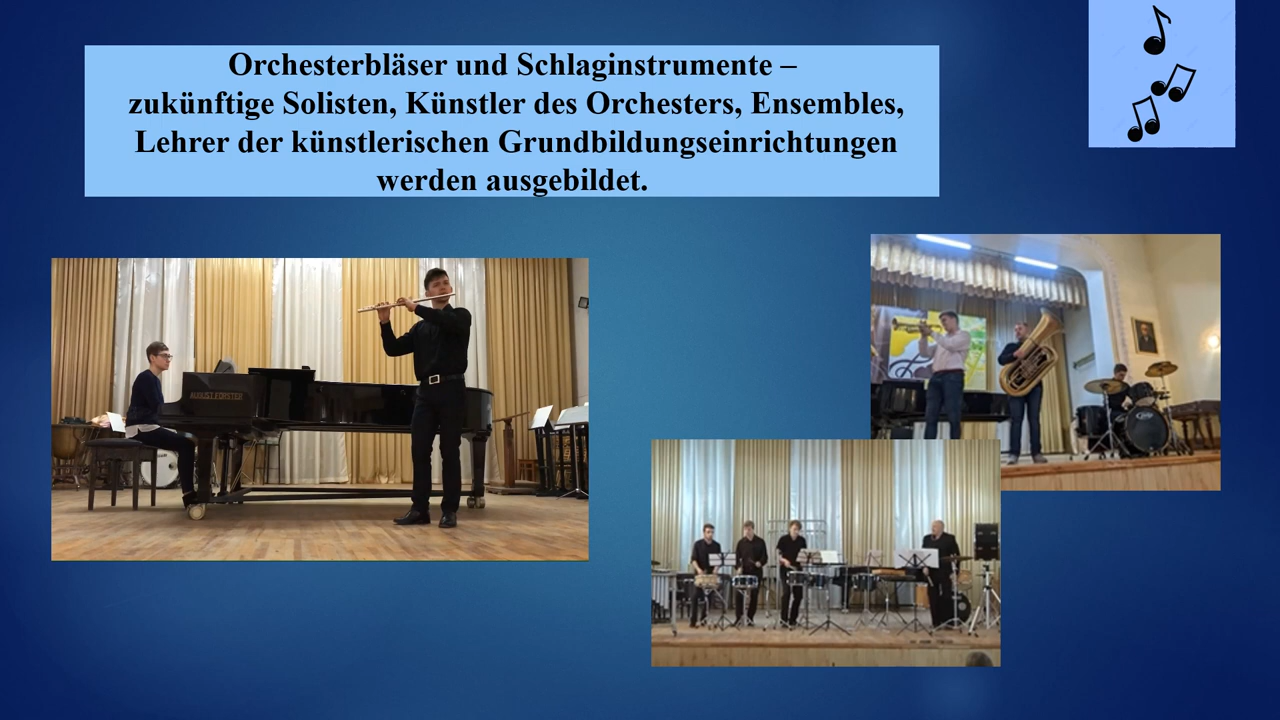 Orchesterbläser und Schlaginstrumente –
zukünftige Solisten, Künstler des Orchesters, Ensembles,
Lehrer der künstlerischen Grundbildungseinrichtungen
werden ausgebildet.
AUGUST FÖRSTER